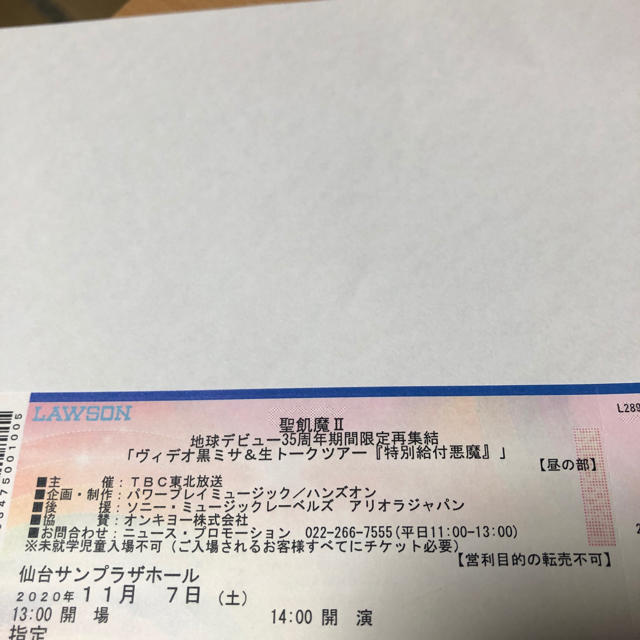 LAWSON
L289
聖飢魔Ⅱ
地球デビュー35周年期間限定再集結
「ヴィデオ黒ミサ&生トークツアー『特別給付悪魔』」
【昼の部】
■主　　催：ＴＢＣ東北放送
■企画・制作：パワープレイミュージック／ハンズオン
■後　　援：ソニー・ミュージックレーベルズ　アリオラジャパン
■協　　賛：オンキヨー株式会社
■お問合わせ：ニュース・プロモーション　022-266-7555(平日11:00-13:00)
※未就学児童入場不可（ご入場されるお客様すべてにチケット必要）
【営利目的の転売不可】
仙台サンプラザホール
2020年 11月　7日（土）
13:00 開　場　　14:00 開　演
指定